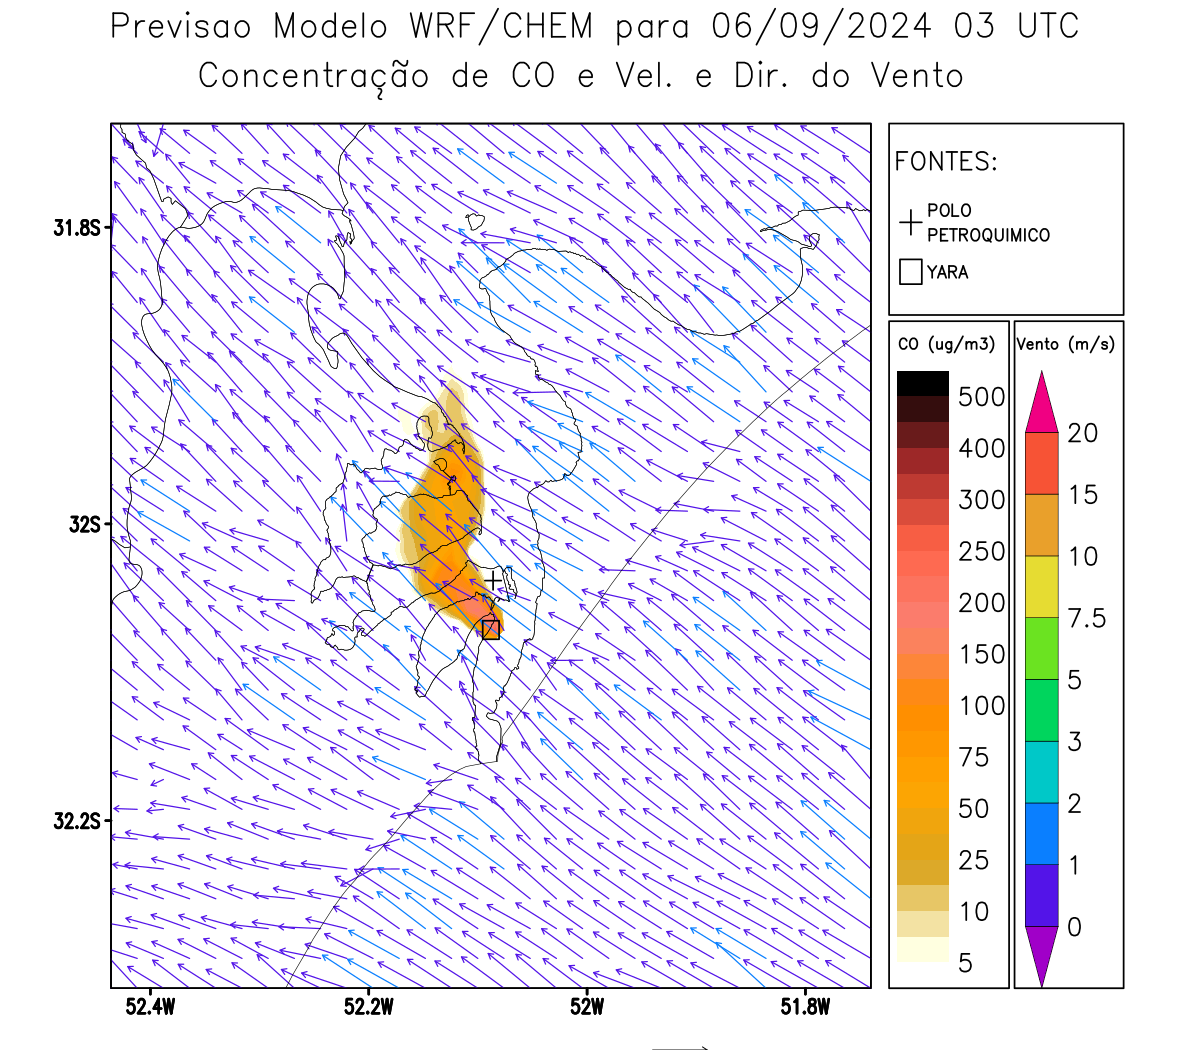 Previsao Modelo WRF/CHEM para 06/09/2024 03 UTC
Concentração de CO e Vel. e Dir. do Vento
FONTES:
POLO
PETROQUIMICO
YARA
CO (ug/m3)
500
400
300
250
200
150
100
75
50
25
10
5
Vento (m/s)
20
15
10
7.5
5
3
2
1
0
31.8S
32S
32.2S
52.4W
52.2W
52W
51.8W